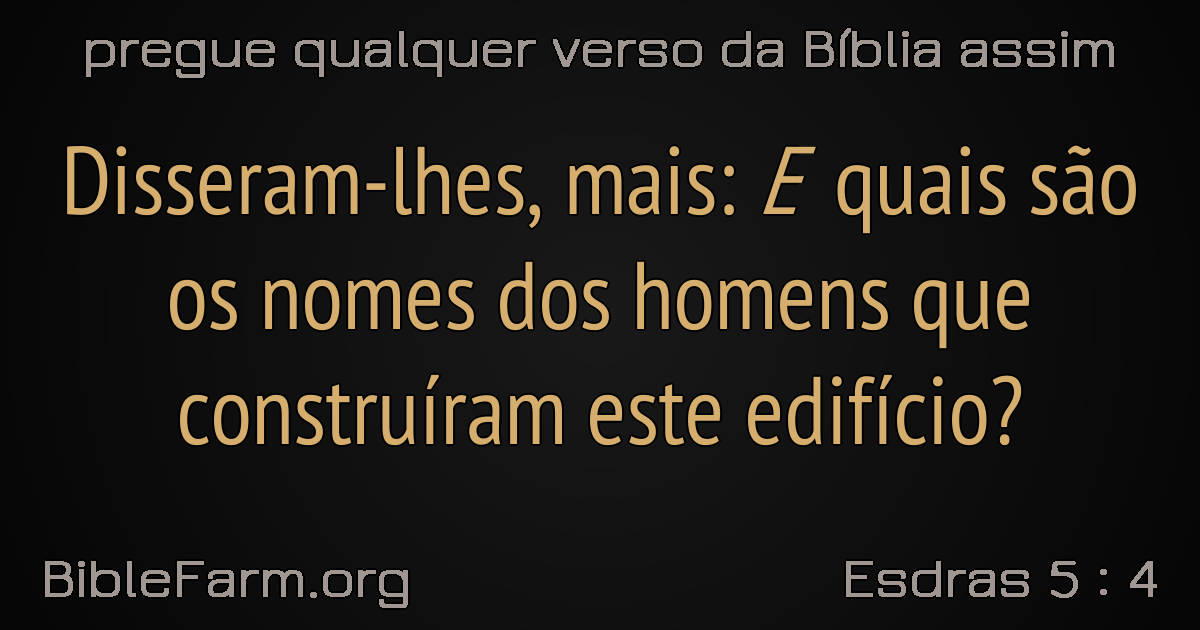 pregue qualquer verso da Bíblia assim
Disseram-lhes, mais: E quais são
os nomes dos homens que
construíram este edifício?
BibleFarm.org
Esdras 5 : 4